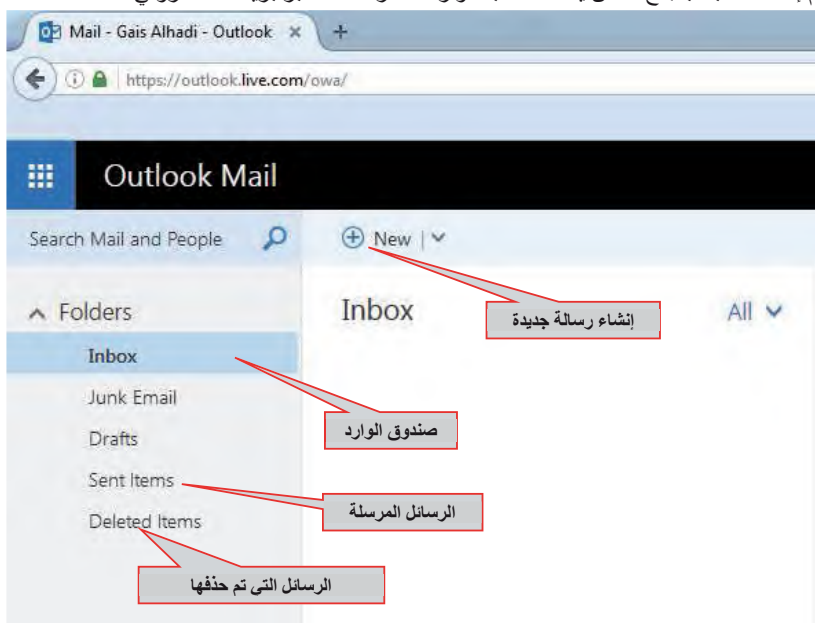 Mail - Gais Alhadi - Outlook
https://outlook.live.com/owa/
Outlook Mail
Search Mail and People
New
Folders
Inbox
All
إنشاء رسالة جديدة
Inbox
Junk Email
صندوق الوارد
Drafts
Sent Items
الرسائل المرسلة
Deleted Items
الرسائل التي تم حذفها